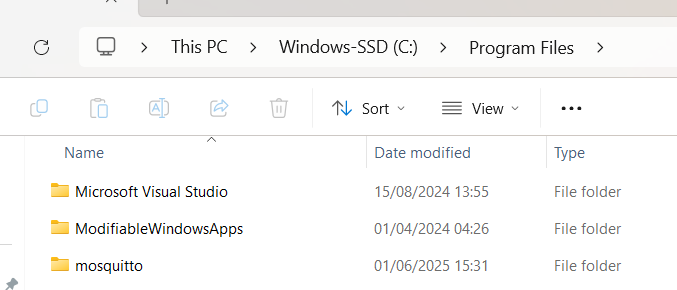 This PC > Windows-SSD (C:) > Program Files >
Sort View
Name Date modified Type
Microsoft Visual Studio 15/08/2024 13:55 File folder
ModifiableWindowsApps 01/04/2024 04:26 File folder
mosquitto 01/06/2025 15:31 File folder